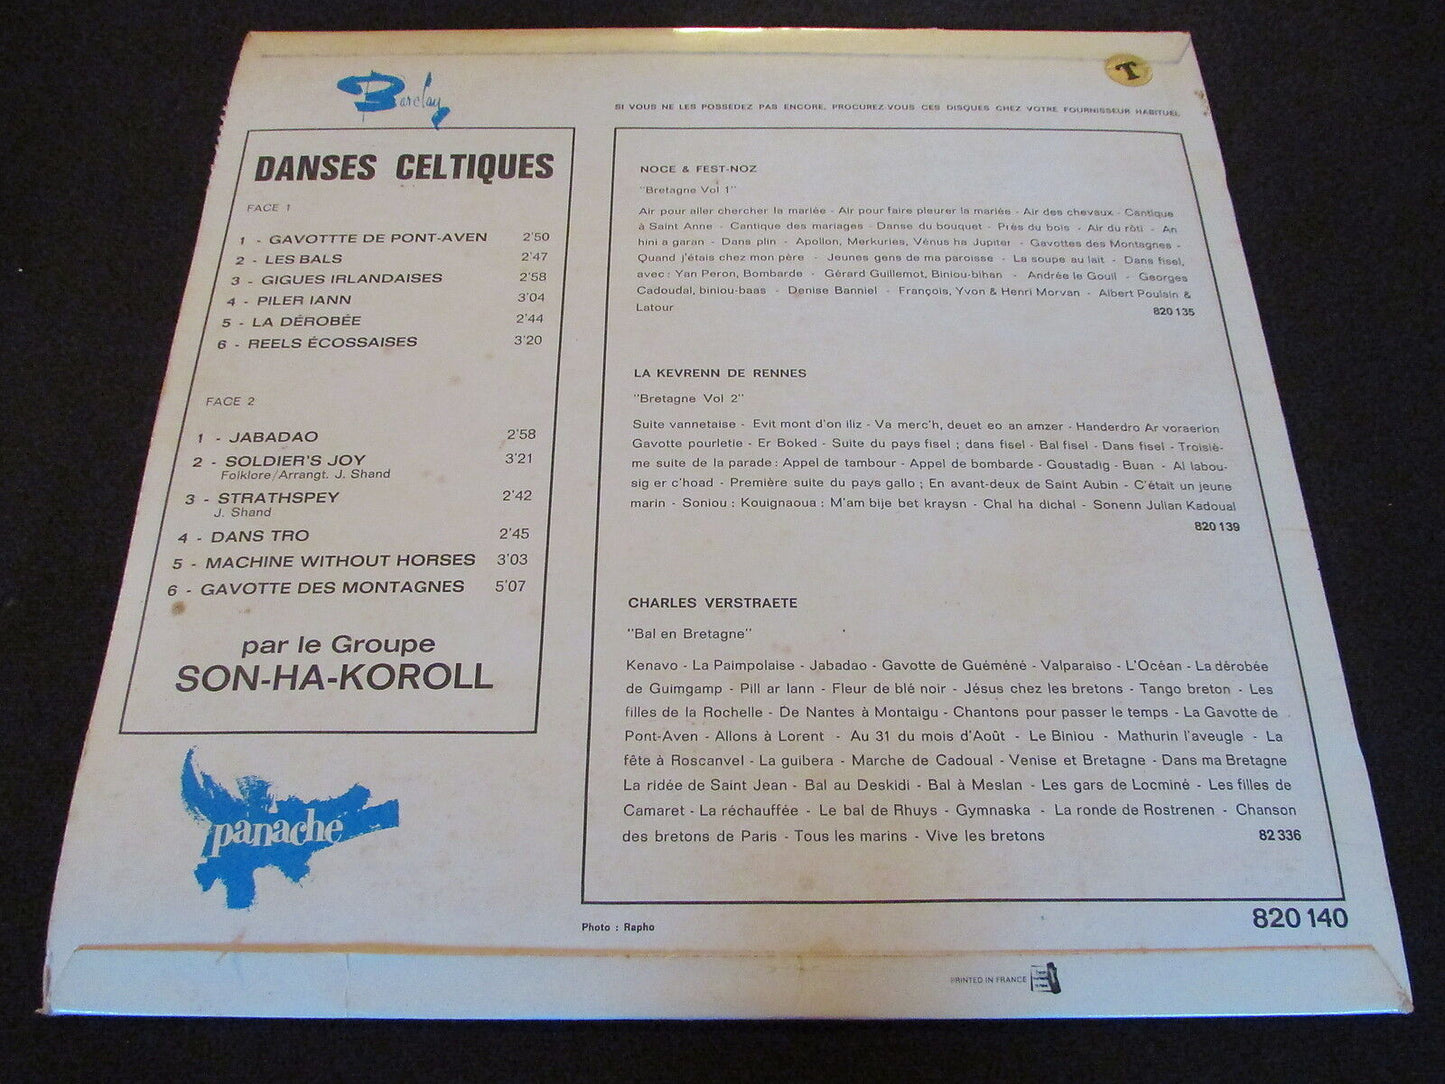 Barclay
T
SI VOUS NE LES POSSEDEZ PAS ENCORE, PROCUREZ-VOUS CES DISQUES CHEZ VOTRE FOURNISSEUR HABITUEL
DANSES CELTIQUES
FACE 1
1 - GAVOTTTE DE PONT-AVEN 2'50
2 - LES BALS 2'47
3 - GIGUES IRLANDAISES 2'58
4 - PILER IANN 3'04
5 - LA DÉROBÉE 2'44
6 - REELS ÉCOSSAISES 3'20
FACE 2
1 - JABADAO 2'58
2 - SOLDIER'S JOY 3'21
Folklore/Arrangt. J. Shand
3 - STRATHSPEY 2'42
J. Shand
4 - DANS TRO 2'45
5 - MACHINE WITHOUT HORSES 3'03
6 - GAVOTTE DES MONTAGNES 5'07
par le Groupe
SON-HA-KOROLL
panache
NOCE & FEST-NOZ
"Bretagne Vol 1"
Air pour aller chercher la mariée - Air pour faire pleurer la mariée - Air des chevaux - Cantique
à Saint Anne - Cantique des mariages - Danse du bouquet - Près du bois - Air du rôti - An
hini a garan - Dans plin - Apollon, Merkuries, Vénus ha Jupiter - Gavottes des Montagnes -
Quand j'étais chez mon père - Jeunes gens de ma paroisse - La soupe au lait - Dans fisel,
avec : Yan Peron, Bombarde - Gérard Guillemot, Biniou-bihan - Andrée le Gouil - Georges
Cadoudal, biniou-baas - Denise Banniel - François, Yvon & Henri Morvan - Albert Poulain &
Latour 820 135
LA KEVRENN DE RENNES
"Bretagne Vol 2"
Suite vannetaise - Evit mont d'on iliz - Va merc'h, deuet eo an amzer - Handerdro Ar vorserion
Gavotte pourletie - Er Boked - Suite du pays fisel ; dans fisel - Bal fisel - Dans fisel - Troisiè-
me suite de la parade : Appel de tambour - Appel de bombarde - Goustadig - Buan - Al labou-
sig er c'hoad - Première suite du pays gallo ; En avant-deux de Saint Aubin - C'était un jeune
marin - Soniou : Kouignaoua : M'am bije bet kraysn - Chal ha dichal - Sonenn Julian Kadoual
820 139
CHARLES VERSTRAETE
"Bal en Bretagne"
Kenavo - La Paimpolaise - Jabadao - Gavotte de Guéméné - Valparaiso - L'Océan - La dérobée
de Guimgamp - Pill ar Iann - Fleur de blé noir - Jésus chez les bretons - Tango breton - Les
filles de la Rochelle - De Nantes à Montaigu - Chantons pour passer le temps - La Gavotte de
Pont-Aven - Allons à Lorent - Au 31 du mois d'Août - Le Biniou - Mathurin l'aveugle - La
fête à Roscanvel - La guibera - Marche de Cadoual - Venise et Bretagne - Dans ma Bretagne
La ridée de Saint Jean - Bal au Deskidi - Bal à Meslan - Les gars de Locminé - Les filles de
Camaret - La réchauffée - Le bal de Rhuys - Gymnaska - La ronde de Rostrenen - Chanson
des bretons de Paris - Tous les marins - Vive les bretons 82 336
Photo : Rapho
820 140
PRINTED IN FRANCE